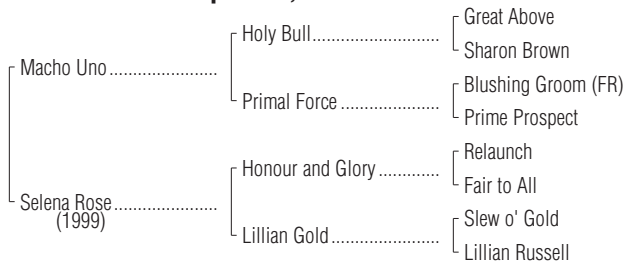 Great Above
Holy Bull.............................
Sharon Brown
Macho Uno ........................
Blushing Groom (FR)
Primal Force ......................
Prime Prospect
Relaunch
Honour and Glory .............
Fair to All
Selena Rose.......................
(1999)
Slew o' Gold
Lillian Gold........................
Lillian Russell